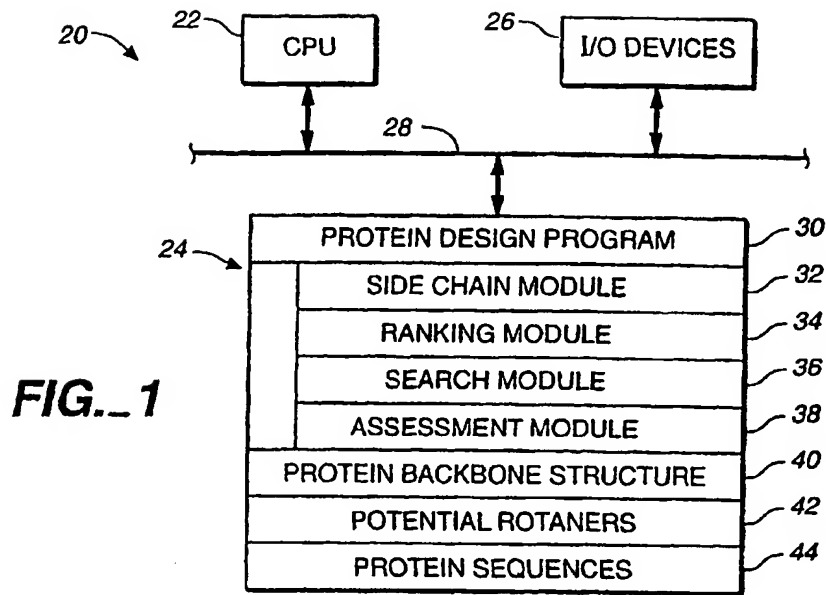 20
22
CPU
26
I/O DEVICES
28
PROTEIN DESIGN PROGRAM
30
24
SIDE CHAIN MODULE
32
RANKING MODULE
34
SEARCH MODULE
36
FIG._1
ASSESSMENT MODULE
38
PROTEIN BACKBONE STRUCTURE
40
POTENTIAL ROTANERS
42
PROTEIN SEQUENCES
44